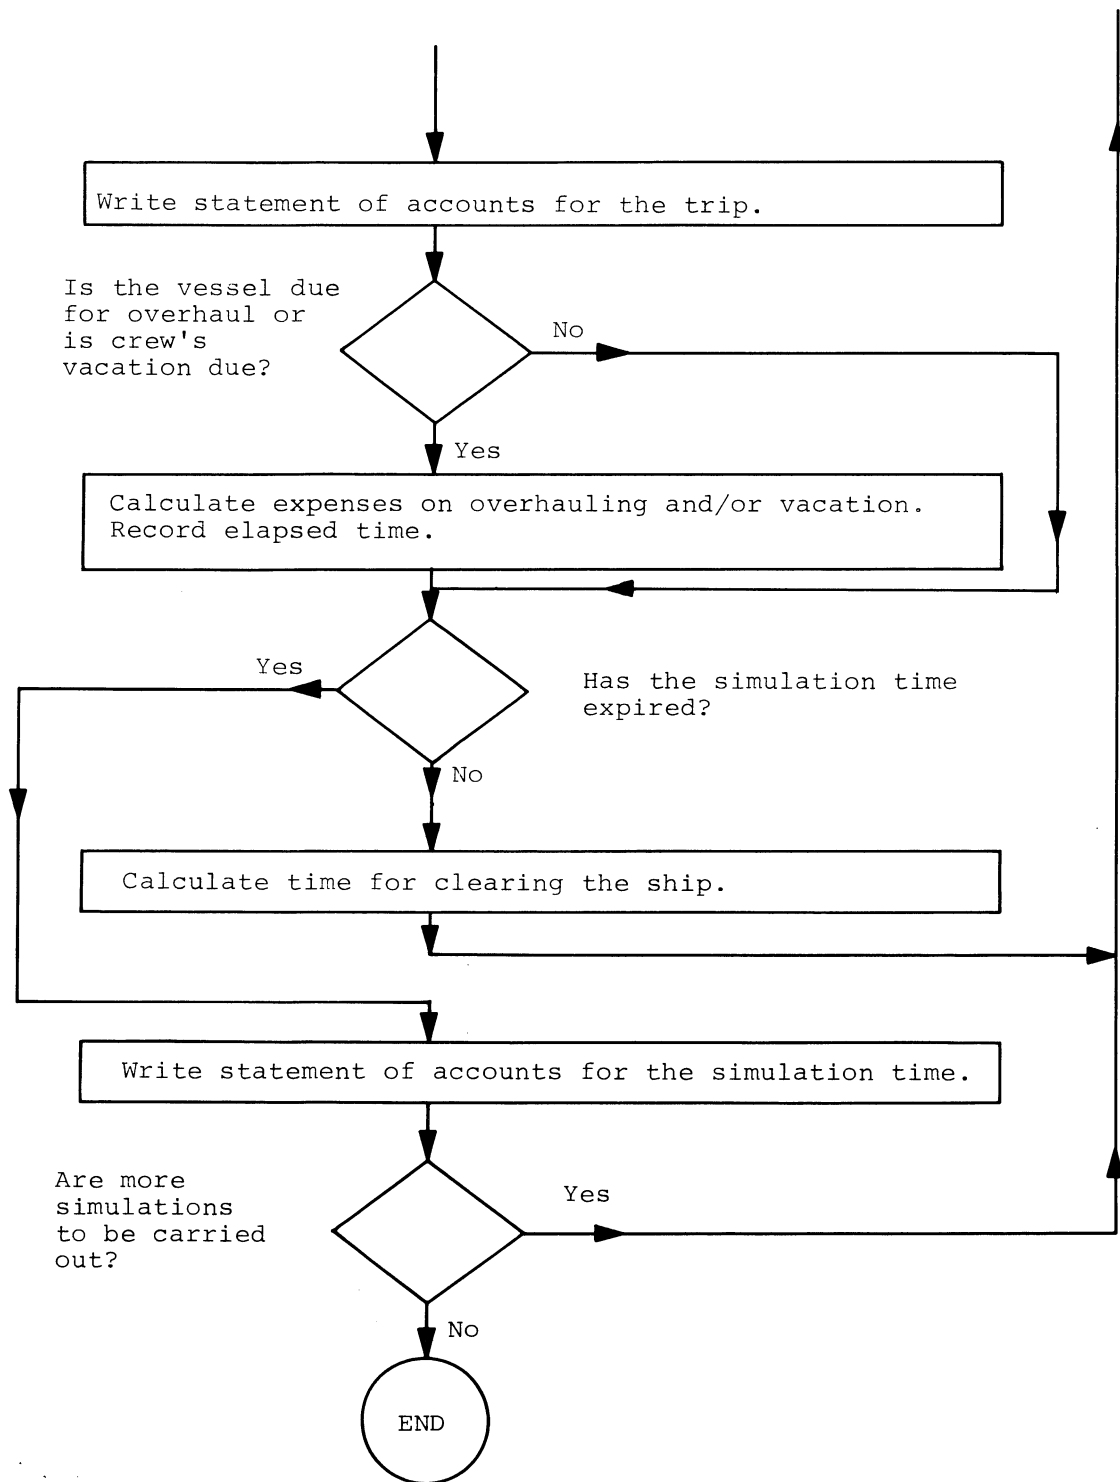 Write statement of accounts for the trip.
Is the vessel due
for overhaul or
is crew's
vacation due?
No
Yes
Calculate expenses on overhauling and/or vacation.
Record elapsed time.
Yes
Has the simulation time
expired?
No
Calculate time for clearing the ship.
Write statement of accounts for the simulation time.
Are more
simulations
to be carried
out?
Yes
No
END